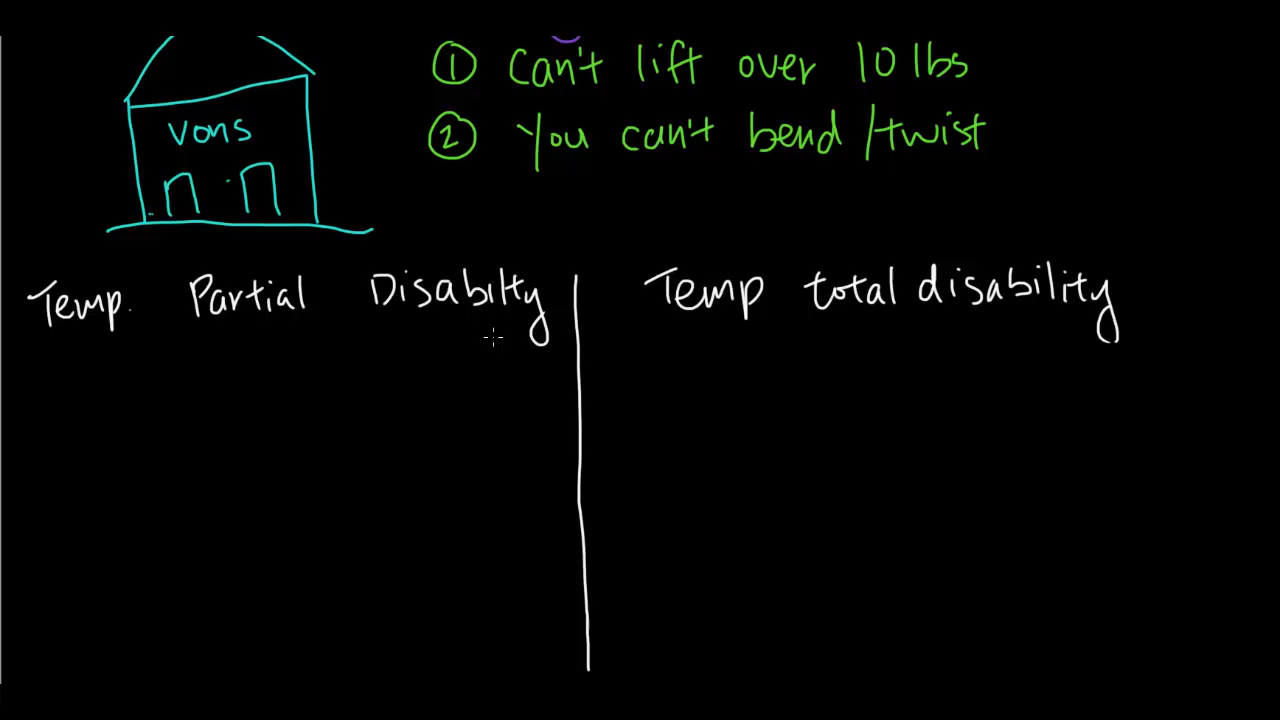 ① Can't lift over 10 lbs
vons
② You can't bend/twist
Temp. Partial Disabilty
Temp total disability